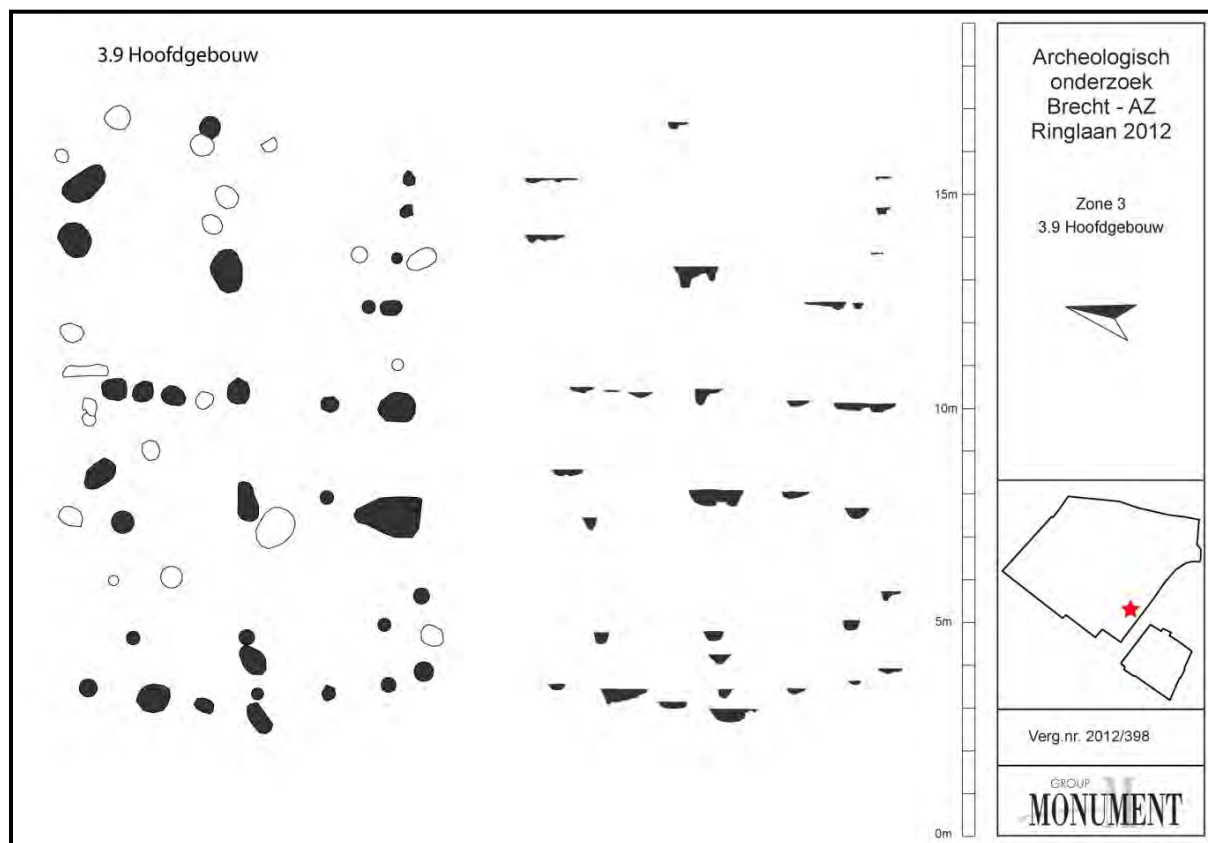 3.9 Hoofdgebouw
15m
10m
5m
0m
Archeologisch
onderzoek
Brecht - AZ
Ringlaan 2012
Zone 3
3.9 Hoofdgebouw
Verg.nr. 2012/398
GROUP
M
MONUMENT